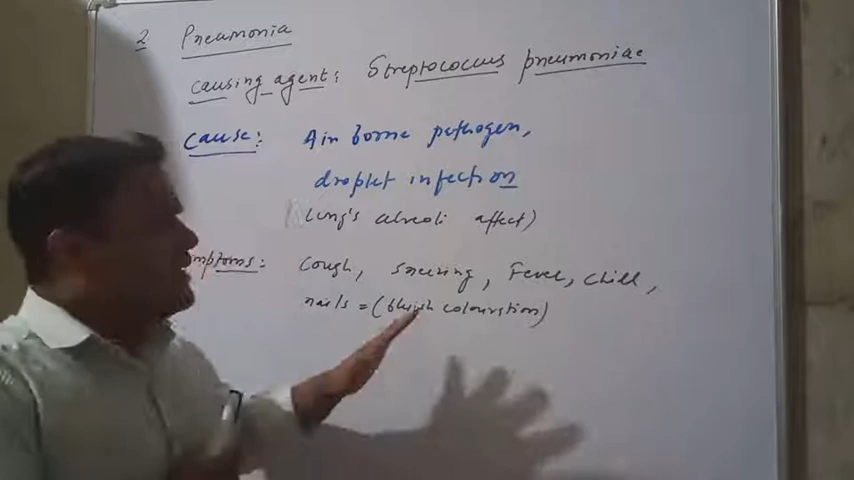 2 Pneumonia
causing agent: Streptococcus pneumoniae
Cause: Air borne pathogen,
droplet infection
(lung's alveoli affect)
mptoms: Cough, sneezing, Fever, chill,
nails = (bluish colouration)